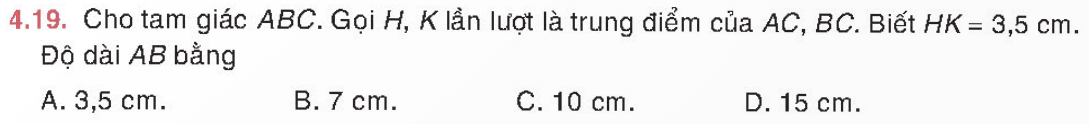 4.19. Cho tam giác ABC. Gọi H, K lần lượt là trung điểm của AC, BC. Biết HK = 3,5 cm.
Độ dài AB bằng
A. 3,5 cm. B. 7 cm. C. 10 cm. D. 15 cm.